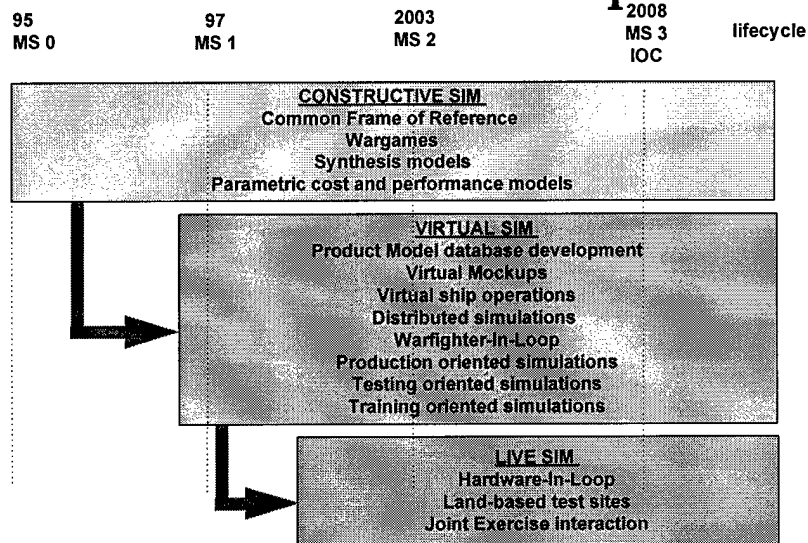 95
MS 0
97
MS 1
2003
MS 2
2008
MS 3
IOC
lifecycle
CONSTRUCTIVE SIM
Common Frame of Reference
Wargames
Synthesis models
Parametric cost and performance models
VIRTUAL SIM
Product Model database development
Virtual Mockups
Virtual ship operations
Distributed simulations
Warfighter-In-Loop
Production oriented simulations
Testing oriented simulations
Training oriented simulations
LIVE SIM
Hardware-In-Loop
Land-based test sites
Joint Exercise interaction